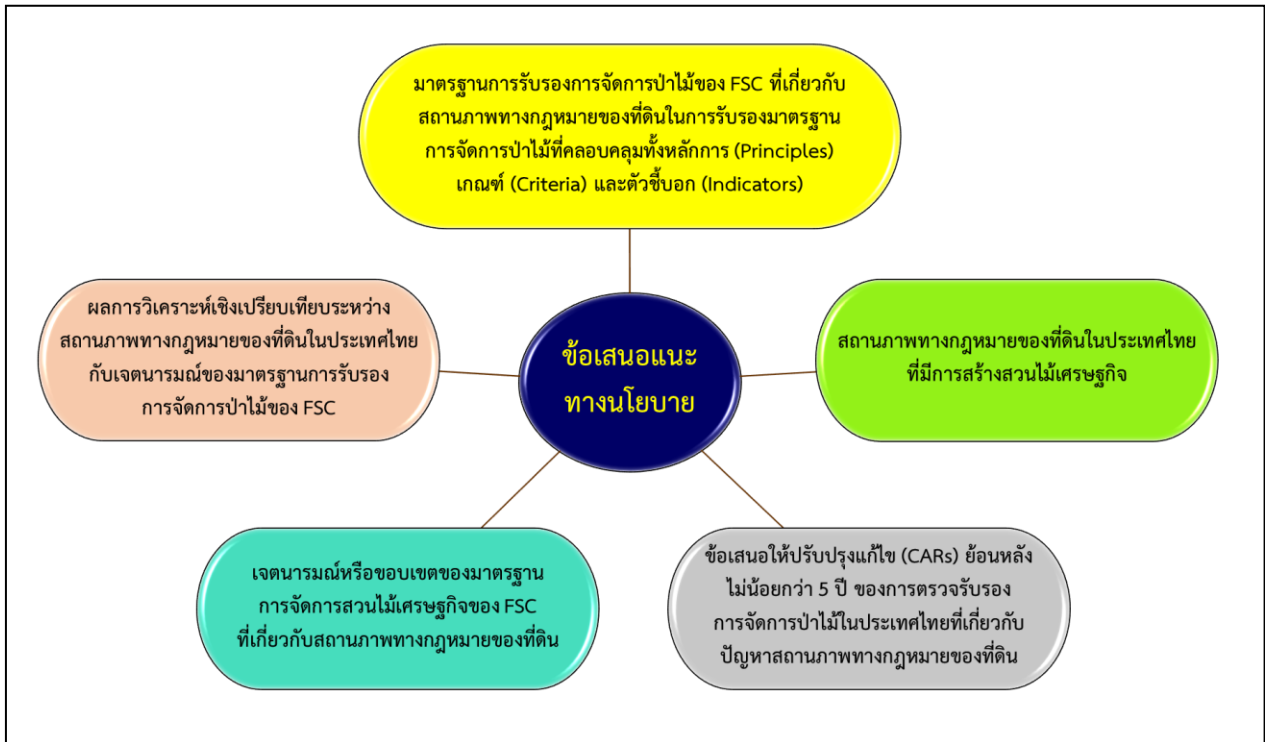 มาตรฐานการรับรองการจัดการป่าไม้ของ FSC ที่เกี่ยวกับ
สถานภาพทางกฎหมายของที่ดินในการรับรองมาตรฐาน
การจัดการป่าไม้ที่คลอบคลุมทั้งหลักการ (Principles)
เกณฑ์ (Criteria) และตัวชี้บอก (Indicators)
ผลการวิเคราะห์เชิงเปรียบเทียบระหว่าง
สถานภาพทางกฎหมายของที่ดินในประเทศไทย
กับเจตนารมณ์ของมาตรฐานการรับรอง
การจัดการป่าไม้ของ FSC
ข้อเสนอแนะ
ทางนโยบาย
สถานภาพทางกฎหมายของที่ดินในประเทศไทย
ที่มีการสร้างสวนไม้เศรษฐกิจ
เจตนารมณ์หรือขอบเขตของมาตรฐาน
การจัดการสวนไม้เศรษฐกิจของ FSC
ที่เกี่ยวกับสถานภาพทางกฎหมายของที่ดิน
ข้อเสนอให้ปรับปรุงแก้ไข (CARs) ย้อนหลัง
ไม่น้อยกว่า 5 ปี ของการตรวจรับรอง
การจัดการป่าไม้ในประเทศไทยที่เกี่ยวกับ
ปัญหาสถานภาพทางกฎหมายของที่ดิน